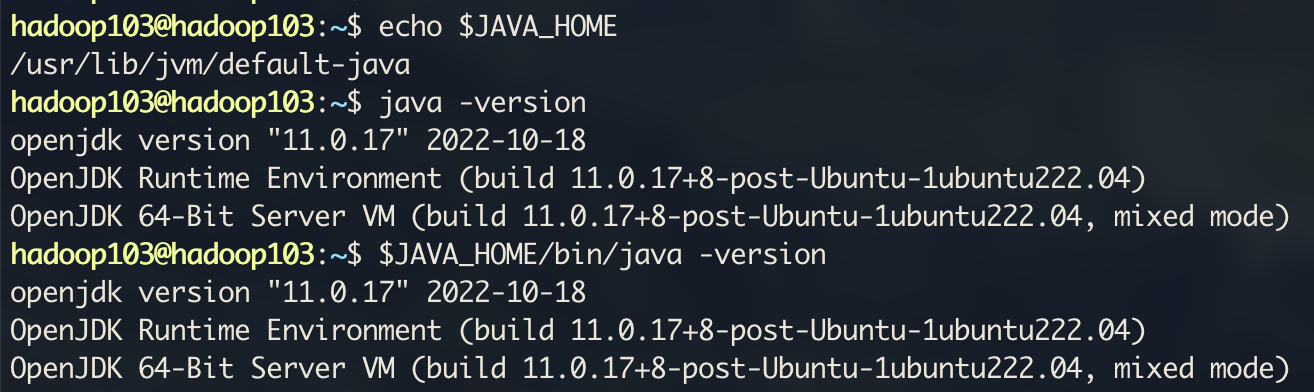 hadoop103@hadoop103:~$ echo $JAVA_HOME
/usr/lib/jvm/default-java
hadoop103@hadoop103:~$ java -version
openjdk version "11.0.17" 2022-10-18
OpenJDK Runtime Environment (build 11.0.17+8-post-Ubuntu-1ubuntu222.04)
OpenJDK 64-Bit Server VM (build 11.0.17+8-post-Ubuntu-1ubuntu222.04, mixed mode)
hadoop103@hadoop103:~$ $JAVA_HOME/bin/java -version
openjdk version "11.0.17" 2022-10-18
OpenJDK Runtime Environment (build 11.0.17+8-post-Ubuntu-1ubuntu222.04)
OpenJDK 64-Bit Server VM (build 11.0.17+8-post-Ubuntu-1ubuntu222.04, mixed mode)